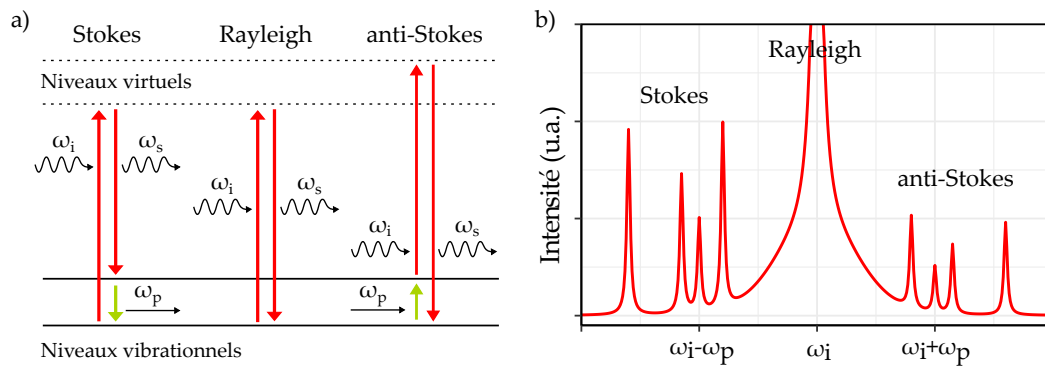 a)
Stokes Rayleigh anti-Stokes
Niveaux virtuels
ωi ωs
ωi ωs
ωi ωs
ωp ωp
Niveaux vibrationnels
b)
Rayleigh
Stokes
anti-Stokes
Intensité (u.a.)
ωi-ωp ωi ωi+ωp